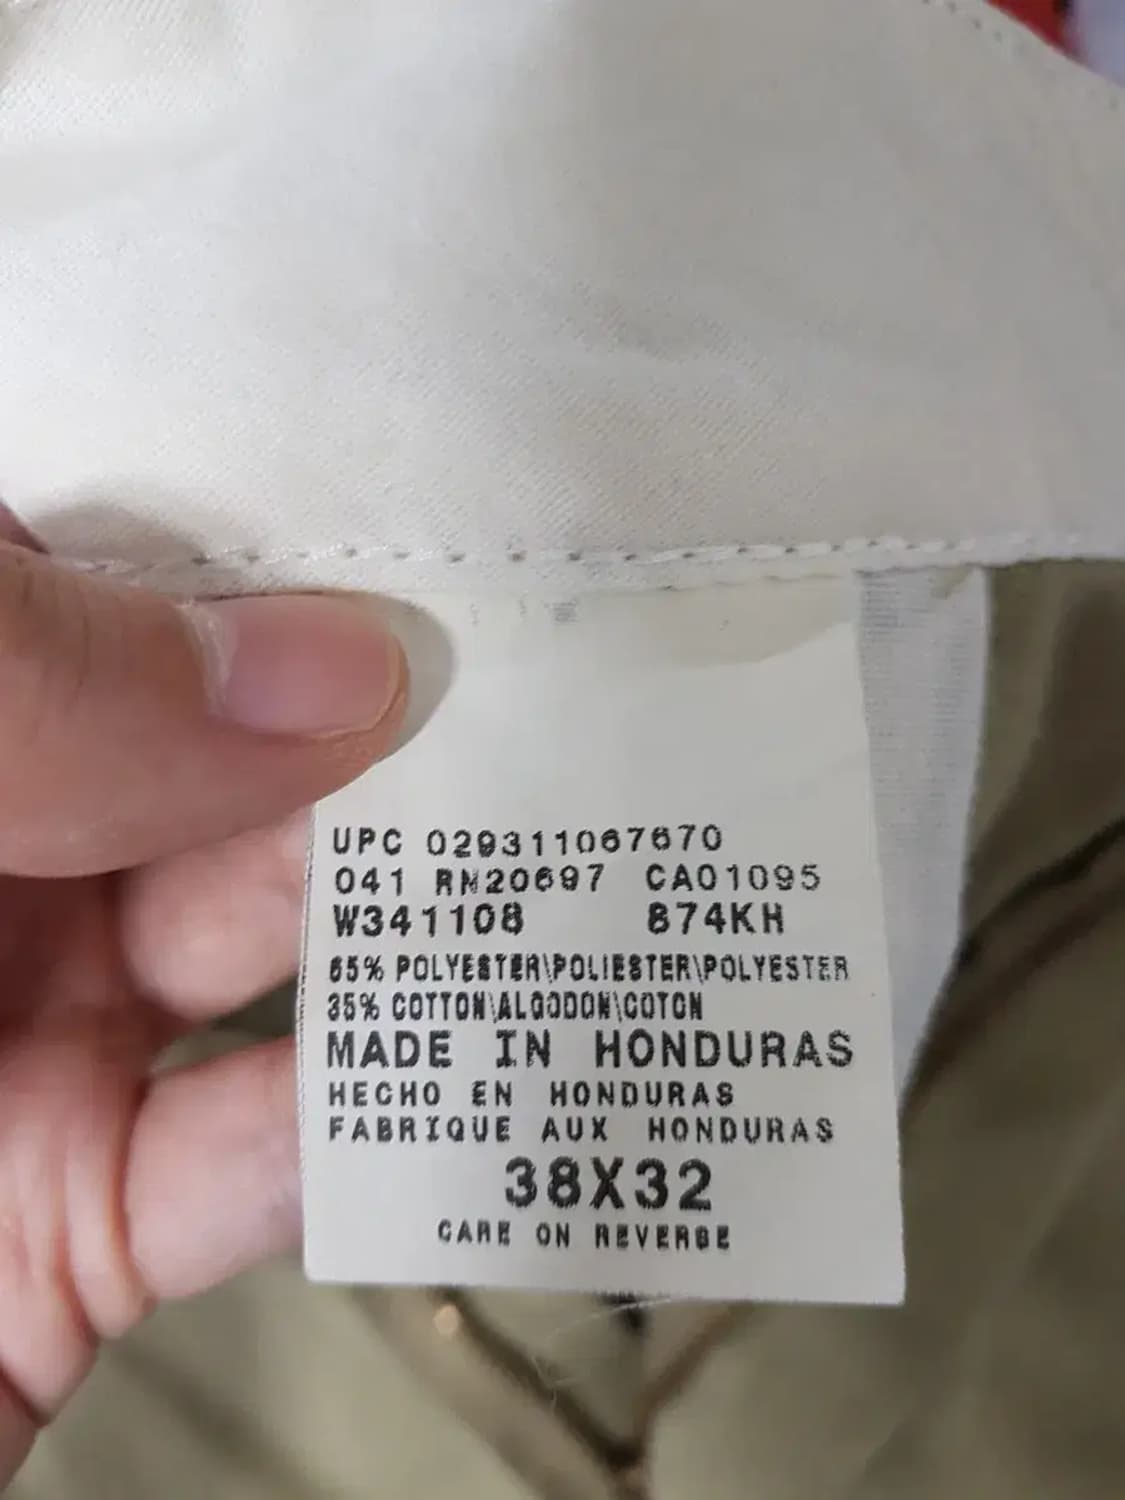 UPC 029311067670
041 RN20697 CA01095
W341108 874KH
65% POLYESTER\POLIESTER\POLYESTER
35% COTTON\ALGODON\COTON
MADE IN HONDURAS
HECHO EN HONDURAS
FABRIQUE AUX HONDURAS
38X32
CARE ON REVERSE